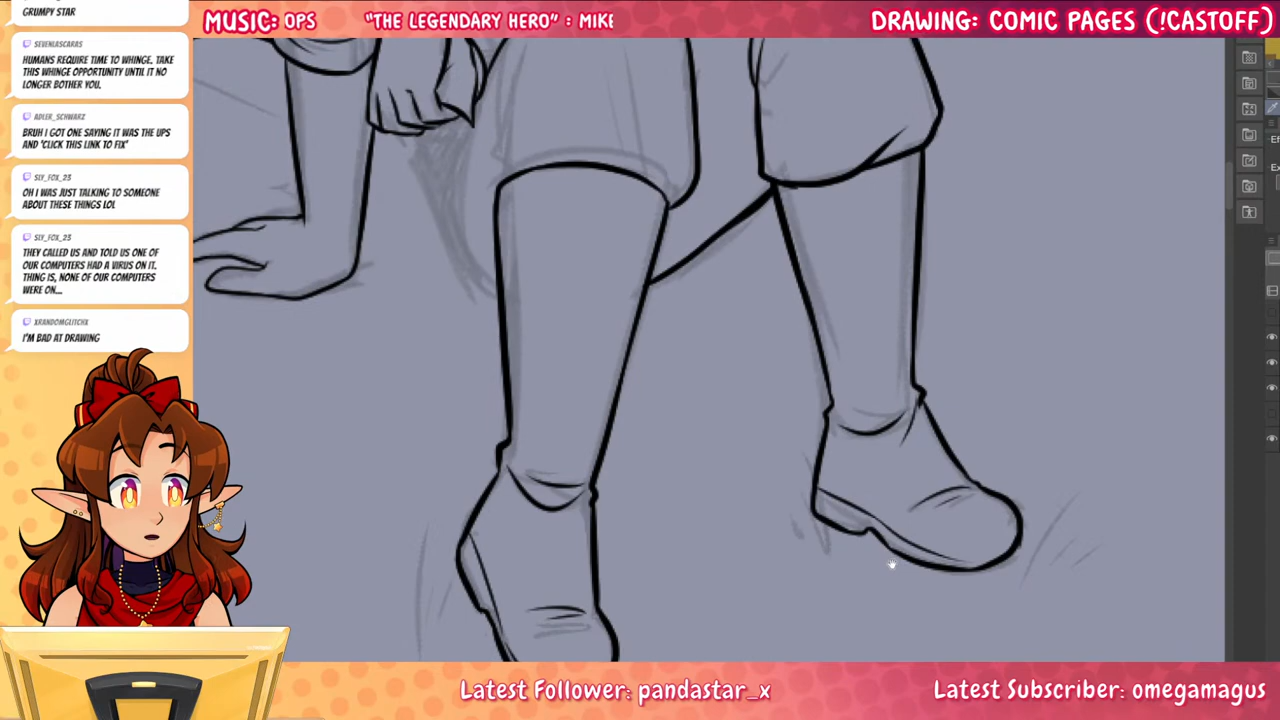 MUSIC: OPS "THE LEGENDARY HERO" : MIKE
DRAWING: COMIC PAGES (!CASTOFF)
GRUMPY STAR
SEVENLASCARAS
HUMANS REQUIRE TIME TO WHINGE. TAKE
THIS WHINGE OPPORTUNITY UNTIL IT NO
LONGER BOTHER YOU.
ADLER_SCHWARZ
BRUH I GOT ONE SAYING IT WAS THE UPS
AND 'CLICK THIS LINK TO FIX'
SLY_FOX_23
OH I WAS JUST TALKING TO SOMEONE
ABOUT THESE THINGS LOL
SLY_FOX_23
THEY CALLED US AND TOLD US ONE OF
OUR COMPUTERS HAD A VIRUS ON IT.
THING IS, NONE OF OUR COMPUTERS
WERE ON...
XRANDOMGLITCHX
I'M BAD AT DRAWING
Latest Follower: pandastar_x
Latest Subscriber: omegamagus